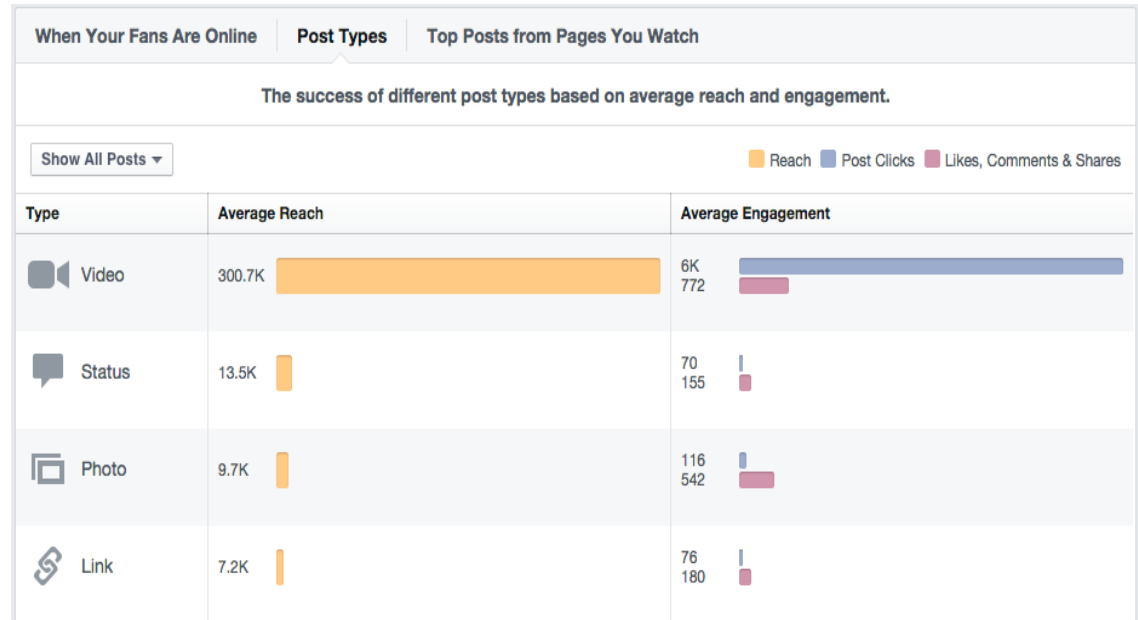 When Your Fans Are Online Post Types Top Posts from Pages You Watch
The success of different post types based on average reach and engagement.
Show All Posts Reach Post Clicks Likes, Comments & Shares
Type Average Reach Average Engagement
Video 300.7K 6K
772
Status 13.5K 70
155
Photo 9.7K 116
542
Link 7.2K 76
180